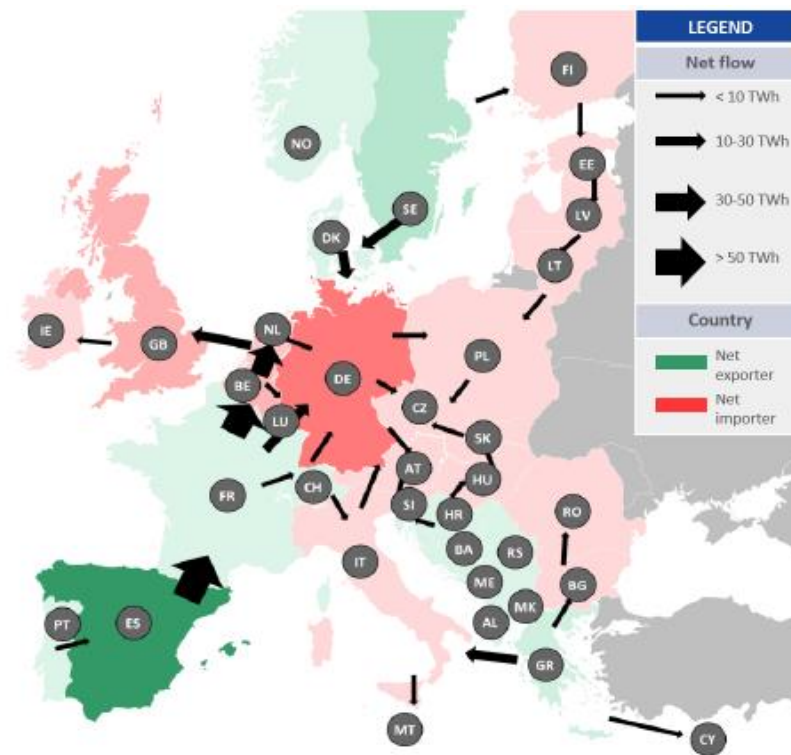 LEGEND
Net flow
< 10 TWh
10-30 TWh
30-50 TWh
> 50 TWh
Country
Net
exporter
Net
importer
FI
NO
EE
SE
LV
DK
LT
IE
GB
NL
PL
BE
DE
CZ
LU
SK
AT
HU
CH
FR
SI
HR
RO
BA
RS
IT
ME
BG
MK
PT
ES
AL
GR
MT
CY